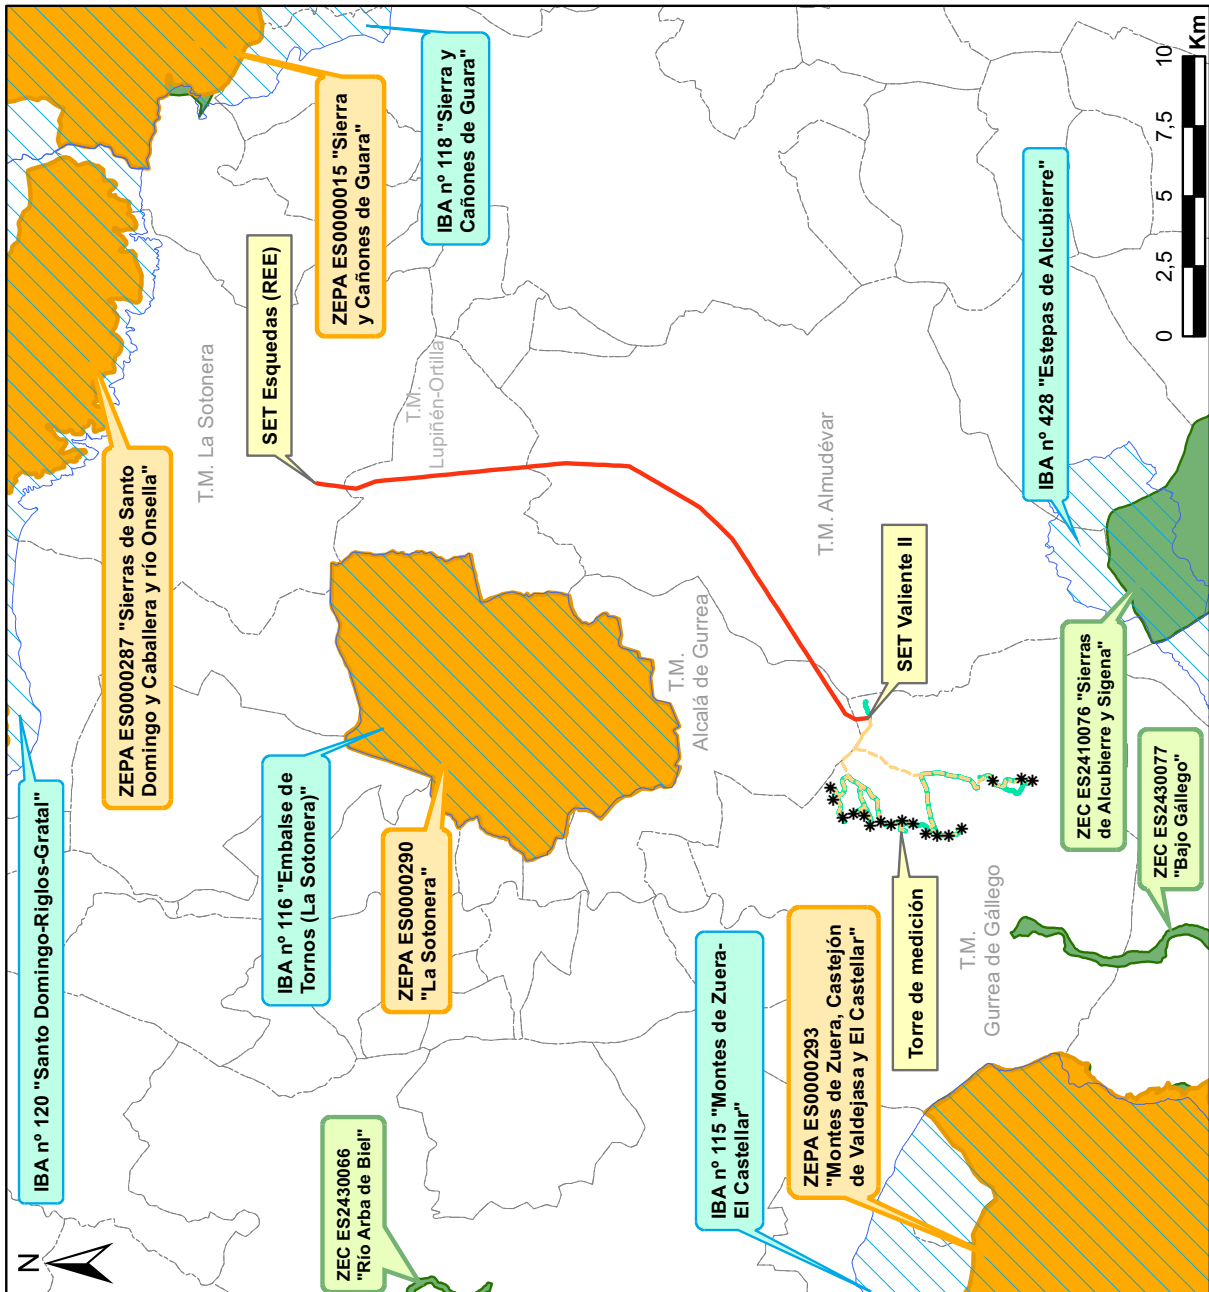 N
IBA nº 120 "Santo Domingo-Riglos-Gratal"
ZEPA ES0000287 "Sierras de Santo
Domingo y Caballera y río Onsella"
T.M. La Sotonera
SET Esquedas (REE)
ZEPA ES0000015 "Sierra
y Cañones de Guara"
IBA nº 118 "Sierra y
Cañones de Guara"
ZEC ES2430066
"Río Arba de Biel"
IBA nº 116 "Embalse de
Tornos (La Sotonera)"
ZEPA ES0000290
"La Sotonera"
T.M.
Lupiñén-Ortilla
T.M.
Alcalá de Gurrea
T.M. Almudévar
IBA nº 115 "Montes de Zuera-
El Castellar"
ZEPA ES0000293
"Montes de Zuera, Castejón
de Valdejasa y El Castellar"
Torre de medición
SET Valiente II
T.M.
Gurrea de Gállego
ZEC ES2430077
"Bajo Gállego"
ZEC ES2410076 "Sierras
de Alcubierre y Sigena"
IBA nº 428 "Estepas de Alcubierre"
0 2,5 5 7,5 10
Km